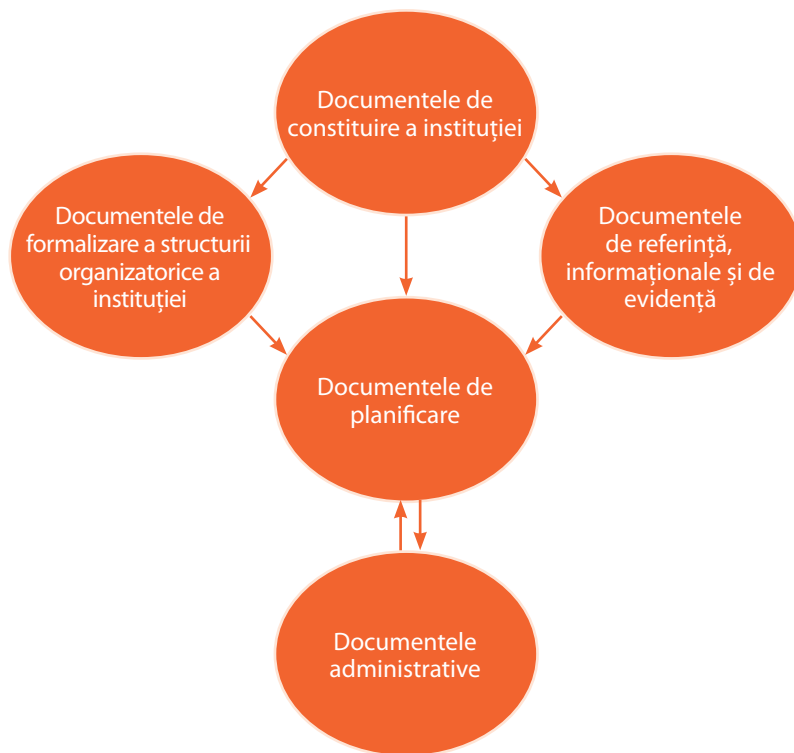 Documentele de
constituire a instituției
Documentele de
formalizare a structurii
organizatorice a
instituției
Documentele
de referință,
informaționale și de
evidență
Documentele de
planificare
Documentele
administrative